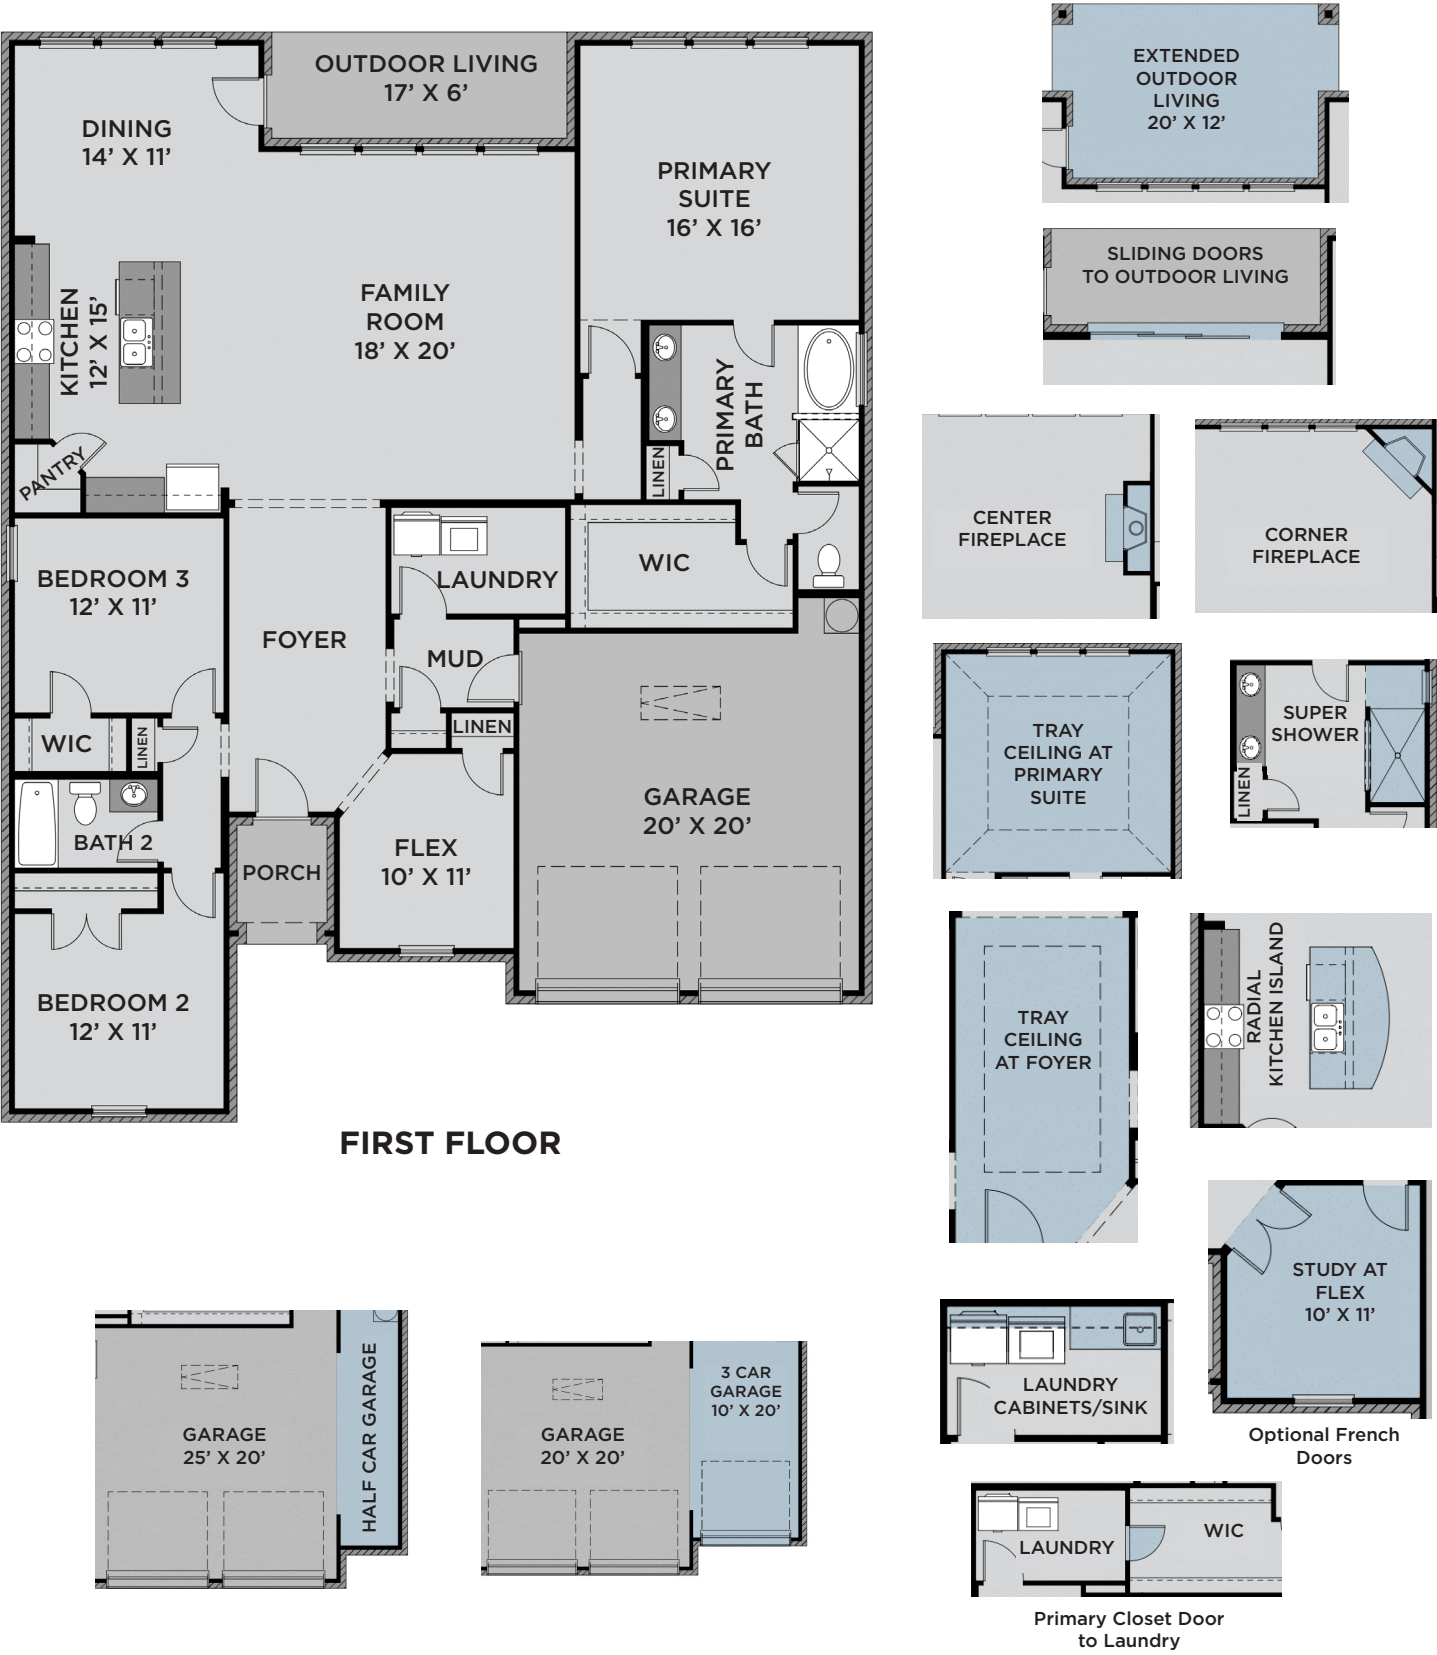 OUTDOOR LIVING
17’ X 6’
DINING
14’ X 11’
PRIMARY
SUITE
16’ X 16’
KITCHEN
12’ X 15’
FAMILY
ROOM
18’ X 20’
PRIMARY
BATH
PANTRY
LINEN
BEDROOM 3
12’ X 11’
LAUNDRY
WIC
FOYER
MUD
WIC
LINEN
LINEN
BATH 2
PORCH
FLEX
10’ X 11’
GARAGE
20’ X 20’
BEDROOM 2
12’ X 11’
FIRST FLOOR
EXTENDED
OUTDOOR
LIVING
20’ X 12’
SLIDING DOORS
TO OUTDOOR LIVING
CENTER
FIREPLACE
CORNER
FIREPLACE
TRAY
CEILING AT
PRIMARY
SUITE
SUPER
SHOWER
LINEN
TRAY
CEILING
AT FOYER
RADIAL
KITCHEN ISLAND
STUDY AT
FLEX
10’ X 11’
Optional French
Doors
LAUNDRY
CABINETS/SINK
LAUNDRY
WIC
Primary Closet Door
to Laundry
GARAGE
25’ X 20’
HALF CAR GARAGE
GARAGE
20’ X 20’
3 CAR
GARAGE
10’ X 20’